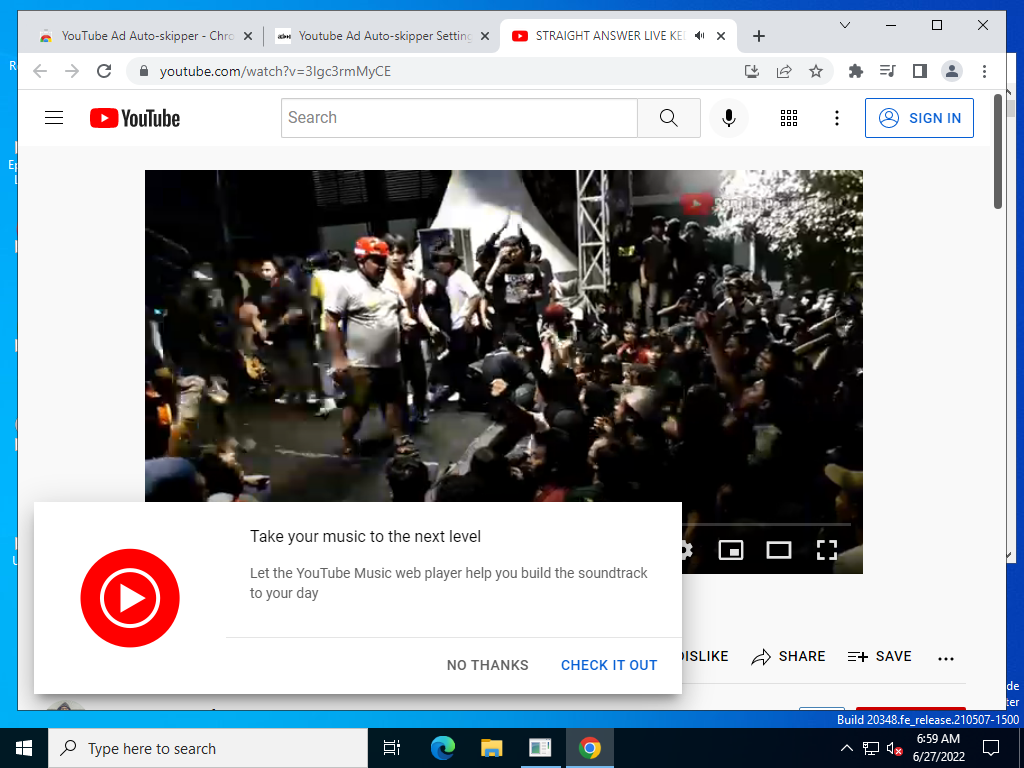 YouTube Ad Auto-skipper - Chro
Youtube Ad Auto-skipper Setting
STRAIGHT ANSWER LIVE KE
youtube.com/watch?v=3Igc3rmMyCE
YouTube
Search
SIGN IN
Take your music to the next level
Let the YouTube Music web player help you build the soundtrack
to your day
NO THANKS
CHECK IT OUT
DISLIKE
SHARE
SAVE
Build 20348.fe_release.210507-1500
Type here to search
6:59 AM
6/27/2022